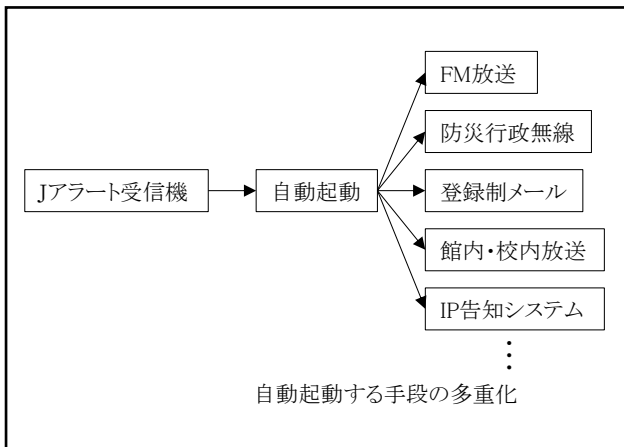 FM放送
防災行政無線
Jアラート受信機
自動起動
登録制メール
館内・校内放送
IP告知システム
自動起動する手段の多重化